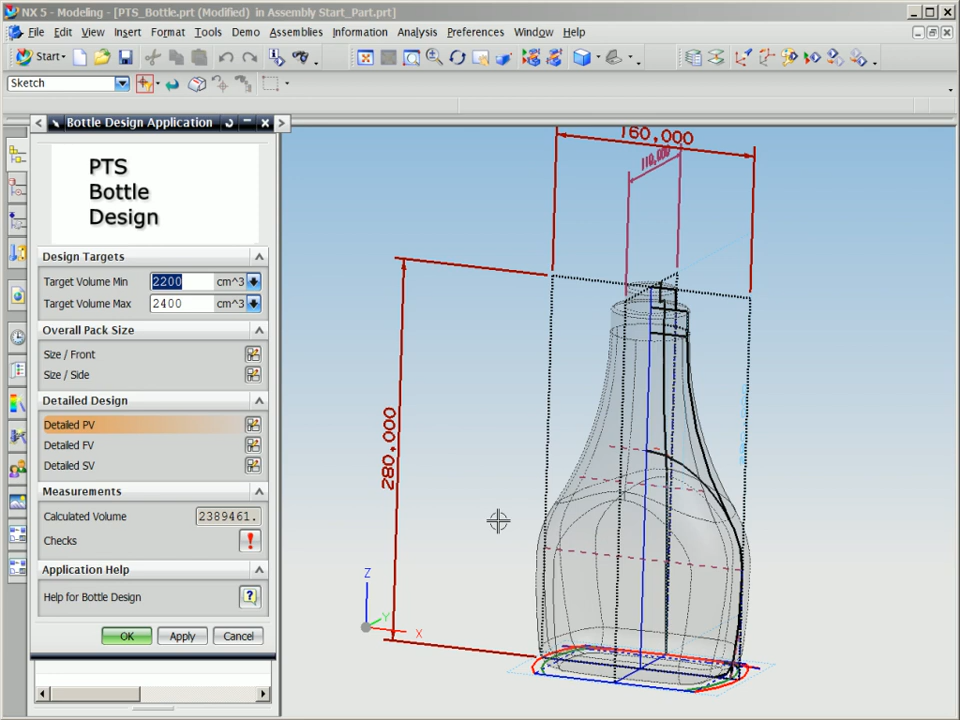 NX 5 - Modeling - [PTS_Bottle.prt (Modified) in Assembly Start_Part.prt]
File Edit View Insert Format Tools Demo Assemblies Information Analysis Preferences Window Help
Start
Sketch
Bottle Design Application
PTS
Bottle
Design
Design Targets
Target Volume Min 2200 cm^3
Target Volume Max 2400 cm^3
Overall Pack Size
Size / Front
Size / Side
Detailed Design
Detailed PV
Detailed FV
Detailed SV
Measurements
Calculated Volume 2389461.
Checks
Application Help
Help for Bottle Design
OK Apply Cancel
160,000
110,000
280,000
Z
Y
X